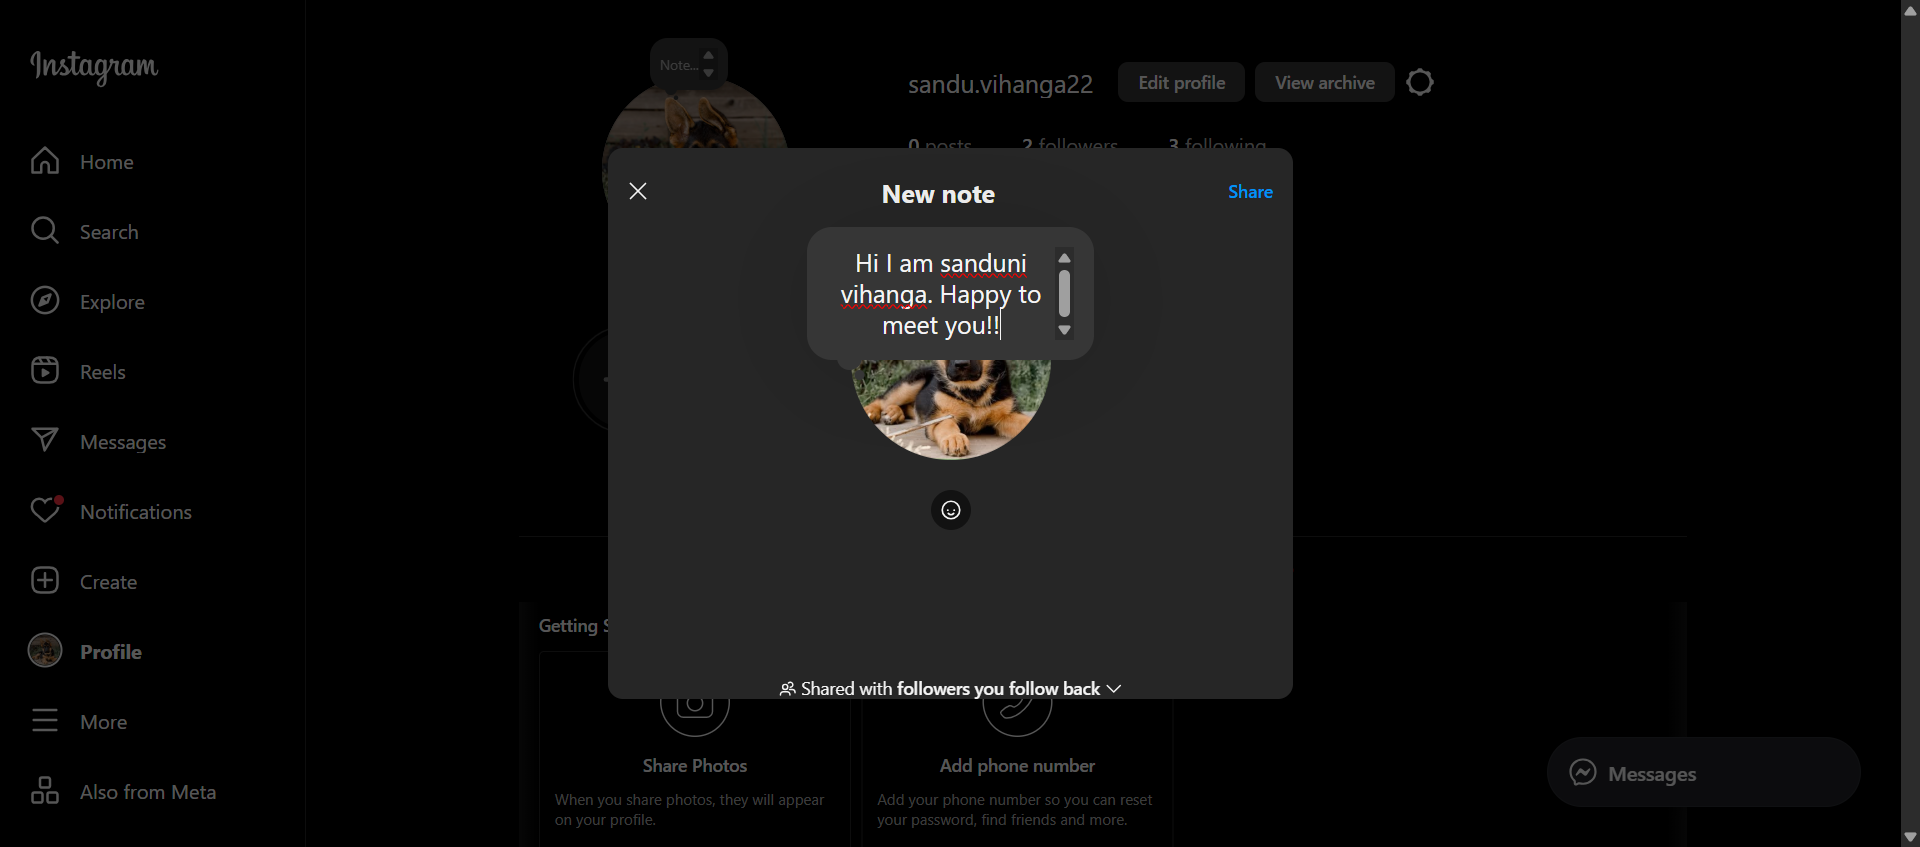 Instagram
Home
Search
Explore
Reels
Messages
Notifications
Create
Profile
More
Also from Meta
Note...
sandu.vihanga22
Edit profile
View archive
0 posts
2 followers
3 following
New note
Share
Hi I am sanduni
vihanga. Happy to
meet you!!
Shared with followers you follow back
Getting S
Share Photos
When you share photos, they will appear
on your profile.
Add phone number
Add your phone number so you can reset
your password, find friends and more.
Messages